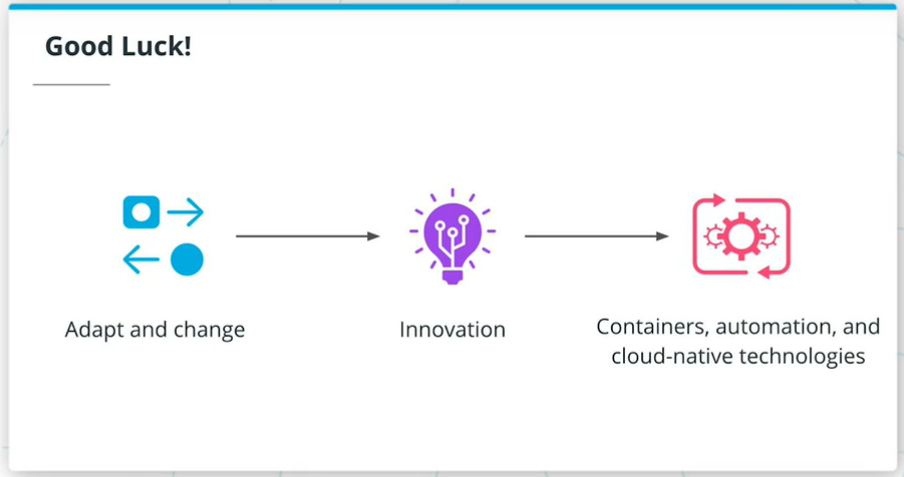 Good Luck!
Adapt and change
Innovation
Containers, automation, and
cloud-native technologies